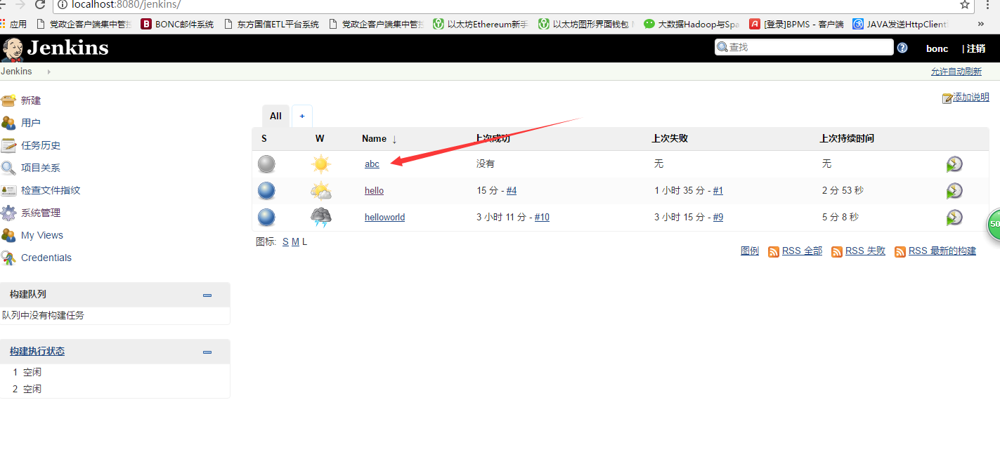 localhost:8080/jenkins/
应用 党政企客户端集中管控 BONC邮件系统 东方国信ETL平台系统 党政企客户端集中管控 以太坊Ethereum新手 以太坊图形界面钱包 大数据Hadoop与Spa [登录]BPMS - 客户端 JAVA发送HttpClient »
Jenkins 查找 bonc | 注销
Jenkins 允许自动刷新
添加说明
新建
用户
任务历史
项目关系
检查文件指纹
系统管理
My Views
Credentials
All +
S W Name ↓ 上次成功 上次失败 上次持续时间
abc 没有 无 无
hello 15 分 - #4 1 小时 35 分 - #1 2 分 53 秒
helloworld 3 小时 11 分 - #10 3 小时 15 分 - #9 5 分 8 秒
图标: S M L
图例 RSS 全部 RSS 失败 RSS 最新的构建
构建队列
队列中没有构建任务
构建执行状态
1 空闲
2 空闲
50